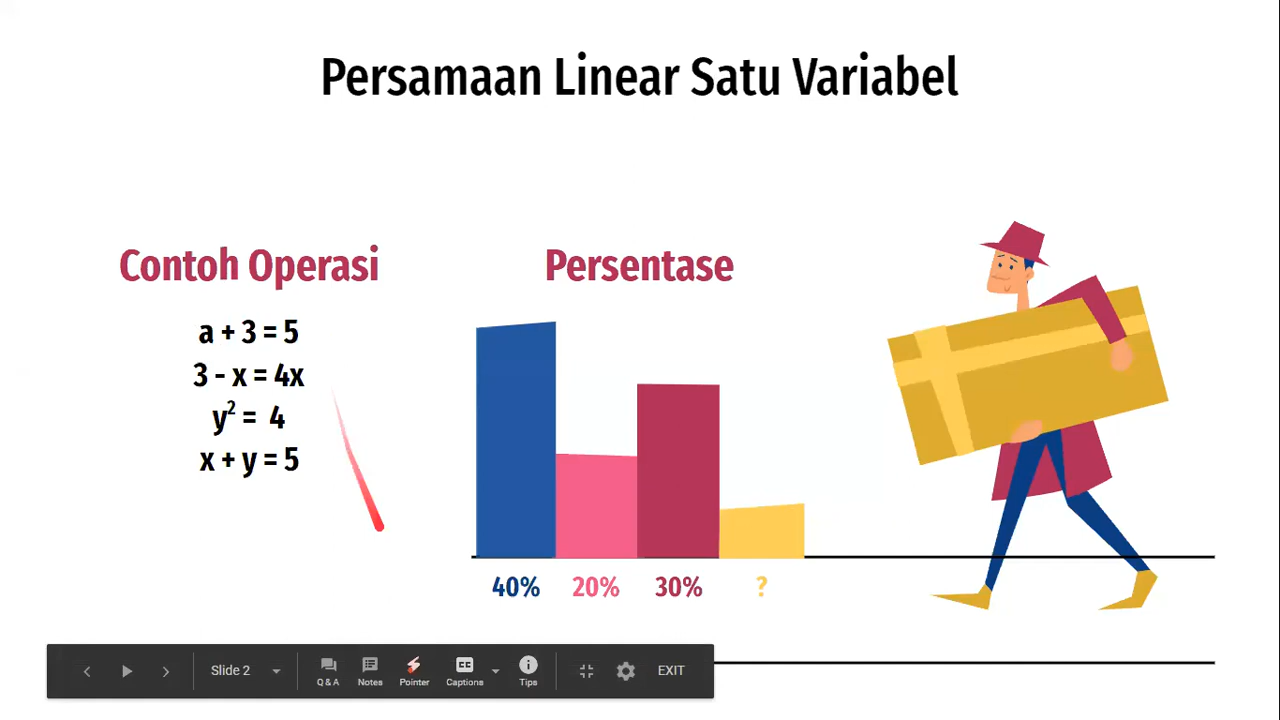 Persamaan Linear Satu Variabel
Contoh Operasi
a + 3 = 5
3 - x = 4x
y² = 4
x + y = 5
Persentase
40% 20% 30% ?
Slide 2
Q & A Notes Pointer Captions Tips
EXIT